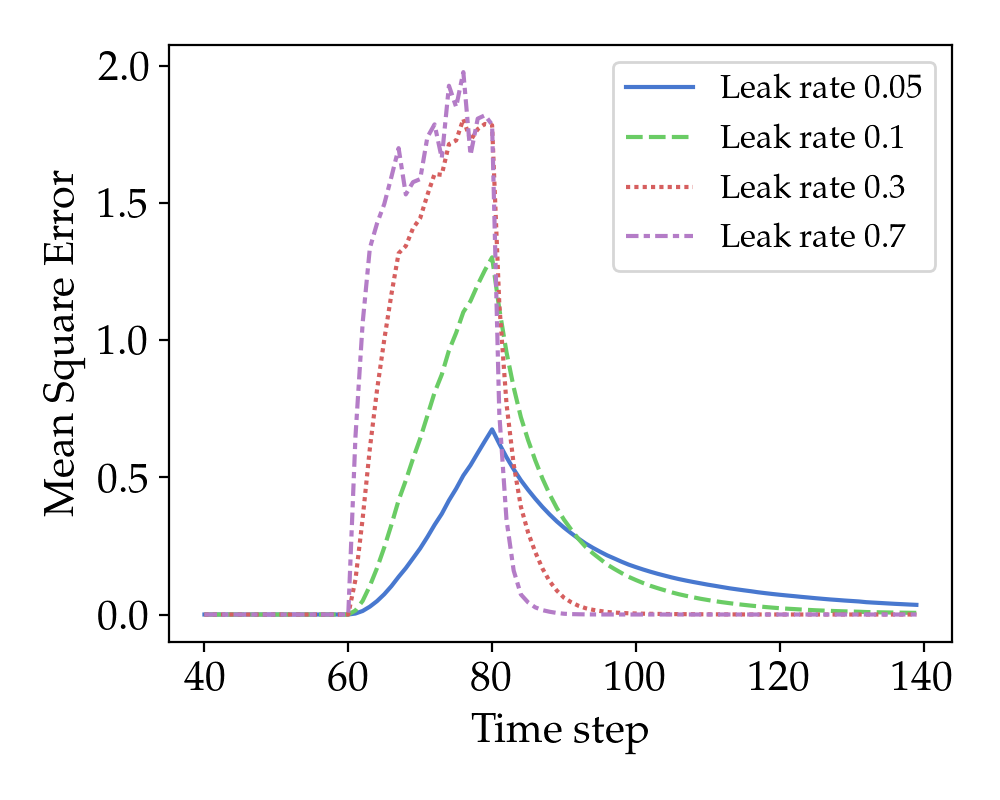 2.0
1.5
1.0
0.5
0.0
Mean Square Error
Leak rate 0.05
Leak rate 0.1
Leak rate 0.3
Leak rate 0.7
40 60 80 100 120 140
Time step